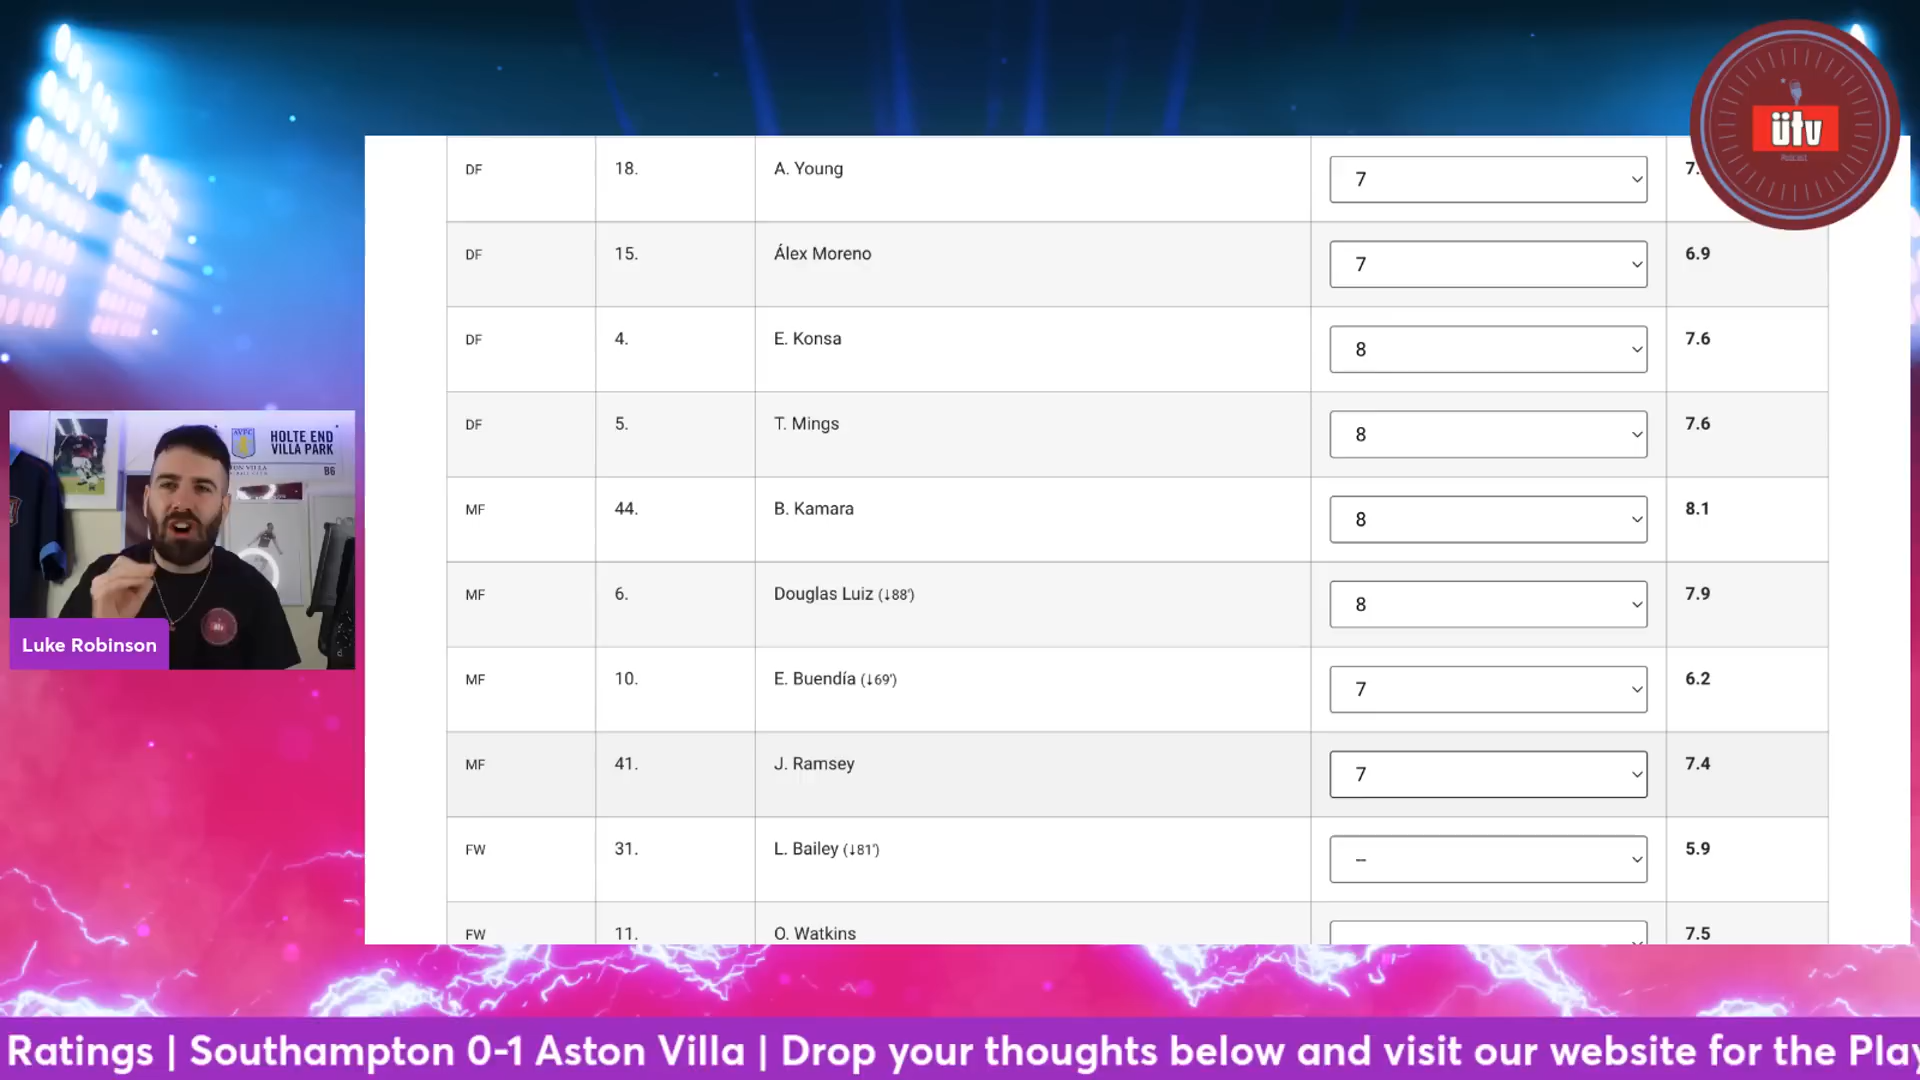 ütv
PODCAST
DF 18. A. Young 7 7.
DF 15. Álex Moreno 7 6.9
DF 4. E. Konsa 8 7.6
DF 5. T. Mings 8 7.6
MF 44. B. Kamara 8 8.1
MF 6. Douglas Luiz (↓88') 8 7.9
MF 10. E. Buendía (↓69') 7 6.2
MF 41. J. Ramsey 7 7.4
FW 31. L. Bailey (↓81') – 5.9
FW 11. O. Watkins 7.5
AVFC
HOLTE END
VILLA PARK
B6
Luke Robinson
Ratings | Southampton 0-1 Aston Villa | Drop your thoughts below and visit our website for the Play